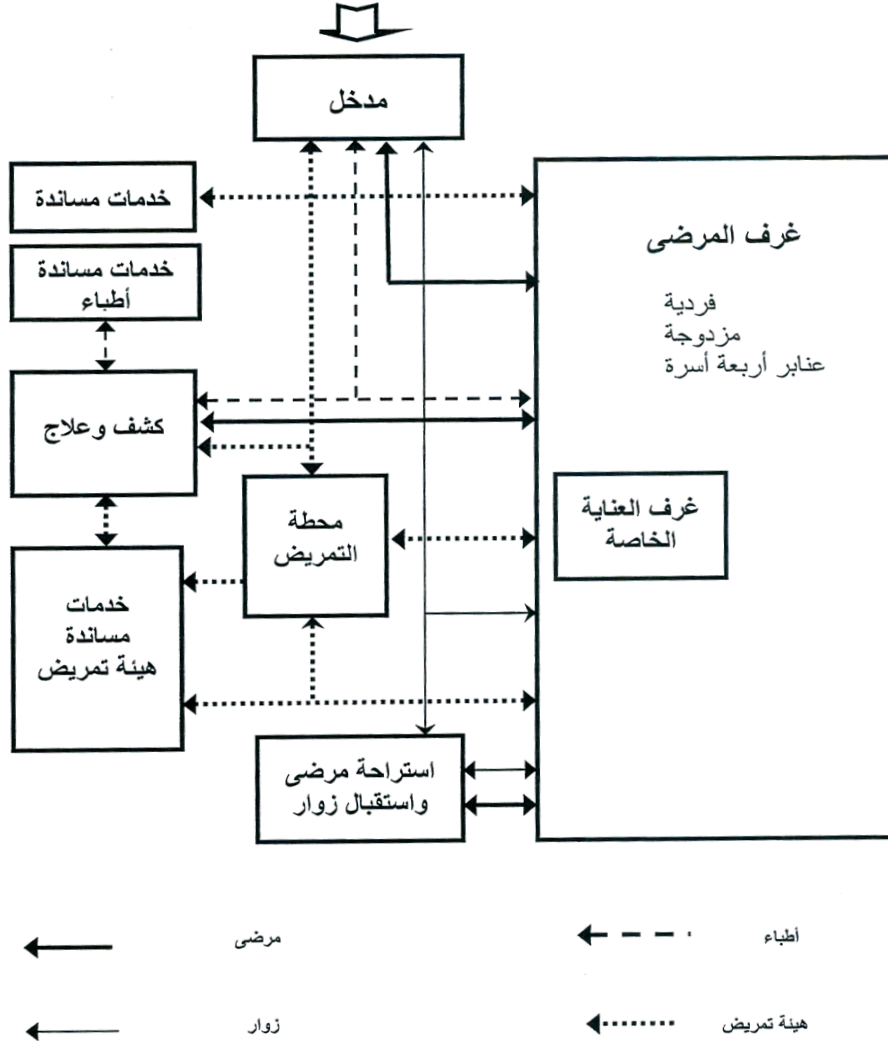 مدخل
خدمات مساندة
خدمات مساندة
أطباء
غرف المرضى
فردية
مزدوجة
عنابر أربعة أسرة
كشف وعلاج
محطة
التمريض
غرف العناية
الخاصة
خدمات
مساندة
هيئة تمريض
استراحة مرضى
واستقبال زوار
أطباء
مرضى
هيئة تمريض
زوار